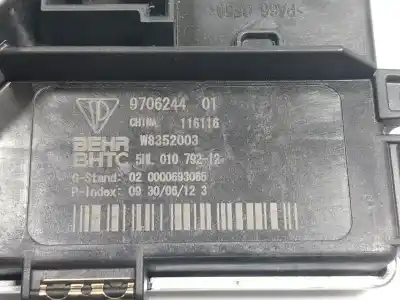 9706244 01
CHINA 116116
BEHR W8352003
BHTC 5HL 010 792-12
G-Stand: 02 0000693065
P-Index: 09 30/06/12 3